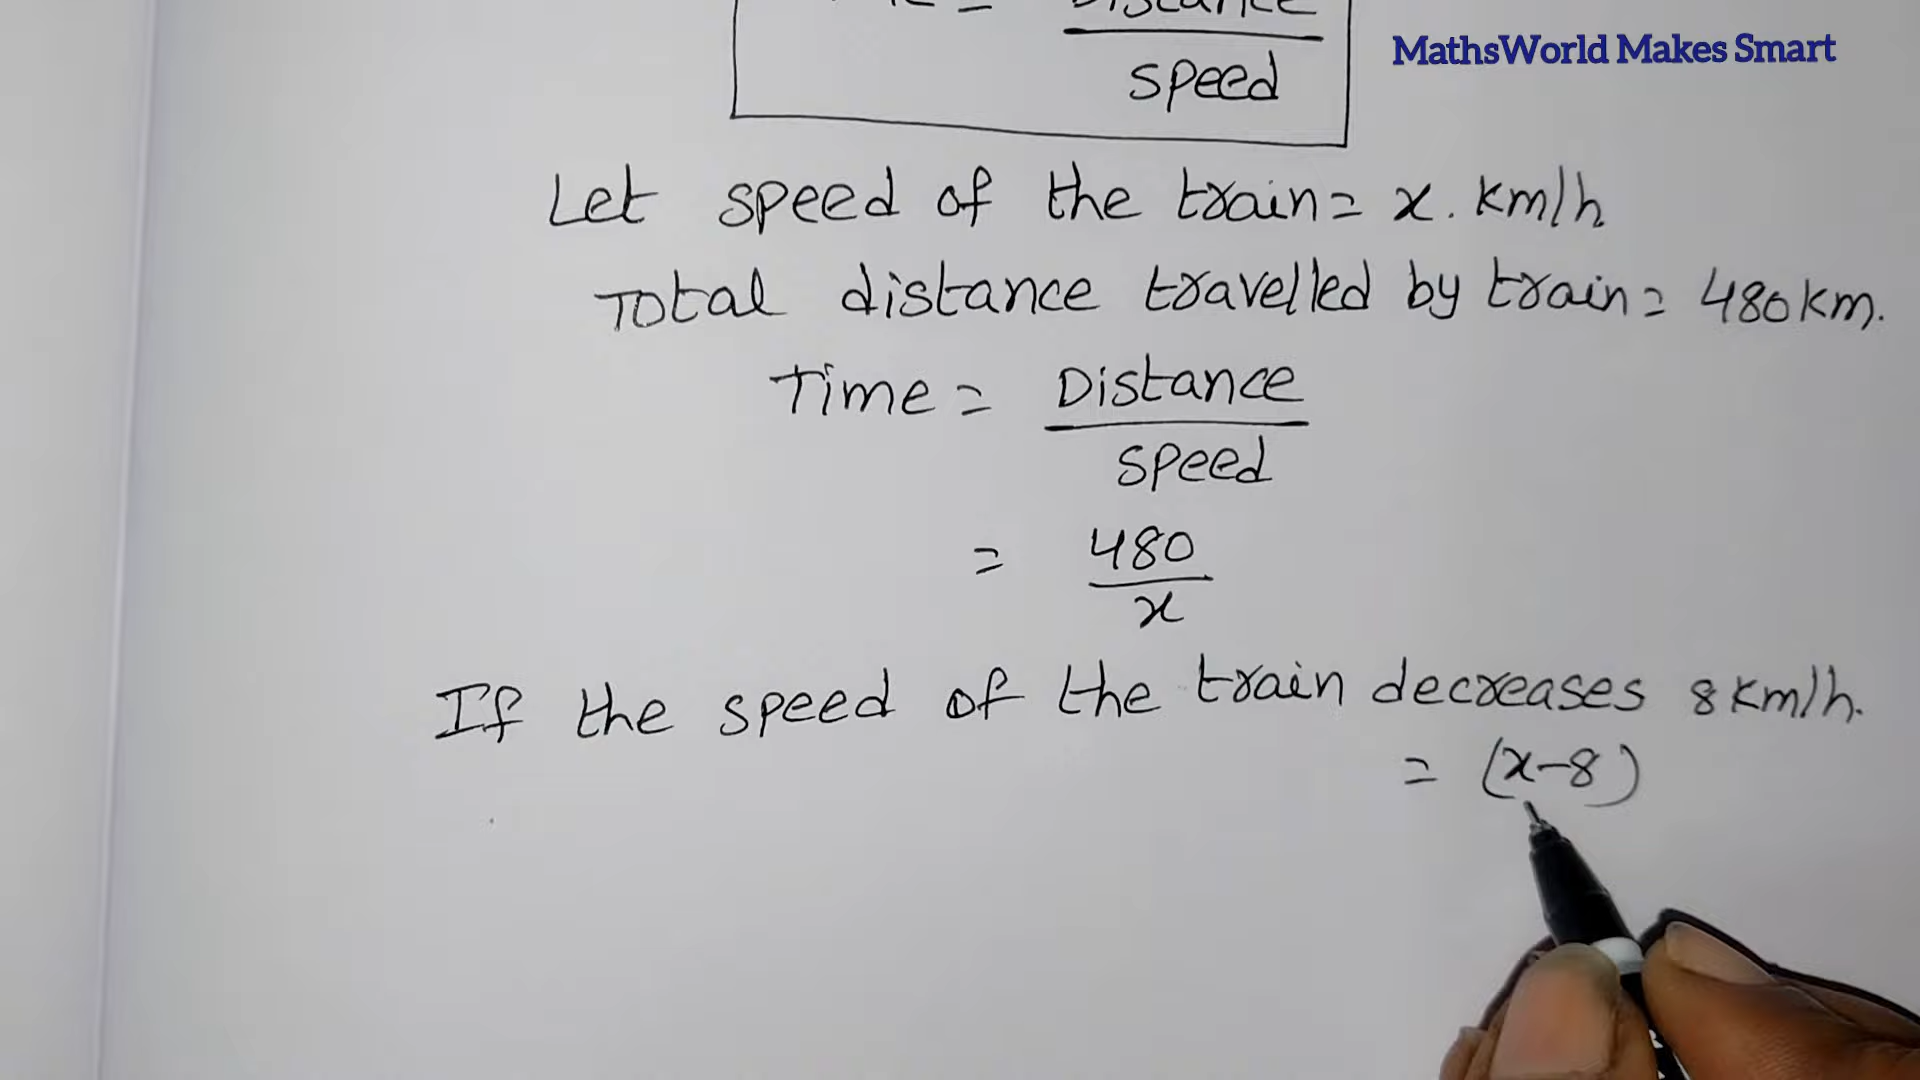 Distance
speed
MathsWorld Makes Smart
Let speed of the train = x. km/h
Total distance travelled by train = 480 km.
Time = Distance
speed
= 480
x
If the speed of the train decreases 8 km/h.
= (x-8)